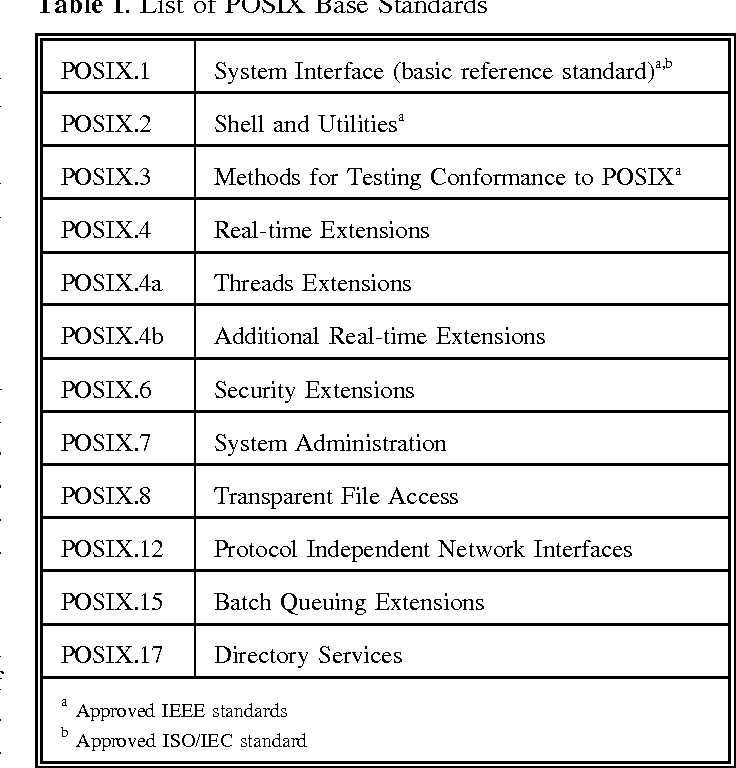 Table I. List of POSIX Base Standards
POSIX.1 System Interface (basic reference standard)a,b
POSIX.2 Shell and Utilitiesa
POSIX.3 Methods for Testing Conformance to POSIXa
POSIX.4 Real-time Extensions
POSIX.4a Threads Extensions
POSIX.4b Additional Real-time Extensions
POSIX.6 Security Extensions
POSIX.7 System Administration
POSIX.8 Transparent File Access
POSIX.12 Protocol Independent Network Interfaces
POSIX.15 Batch Queuing Extensions
POSIX.17 Directory Services
a Approved IEEE standards
b Approved ISO/IEC standard